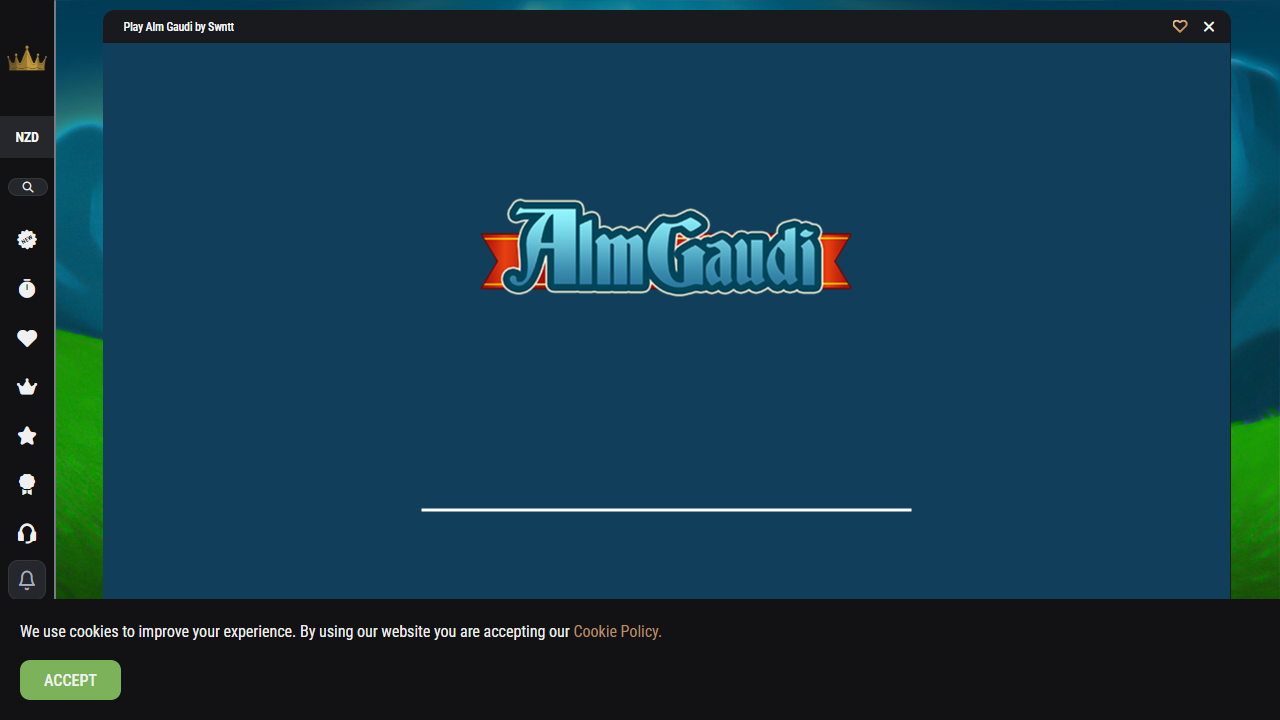 Play Alm Gaudi by Swntt
NZD
NEW
Alm Gaudi
We use cookies to improve your experience. By using our website you are accepting our Cookie Policy.
ACCEPT